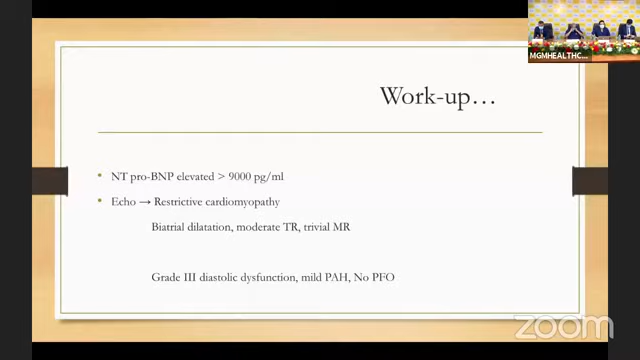 MGMHEALTHC...
Work-up…
• NT pro-BNP elevated > 9000 pg/ml
• Echo → Restrictive cardiomyopathy
Biatrial dilatation, moderate TR, trivial MR
Grade III diastolic dysfunction, mild PAH, No PFO
zoom